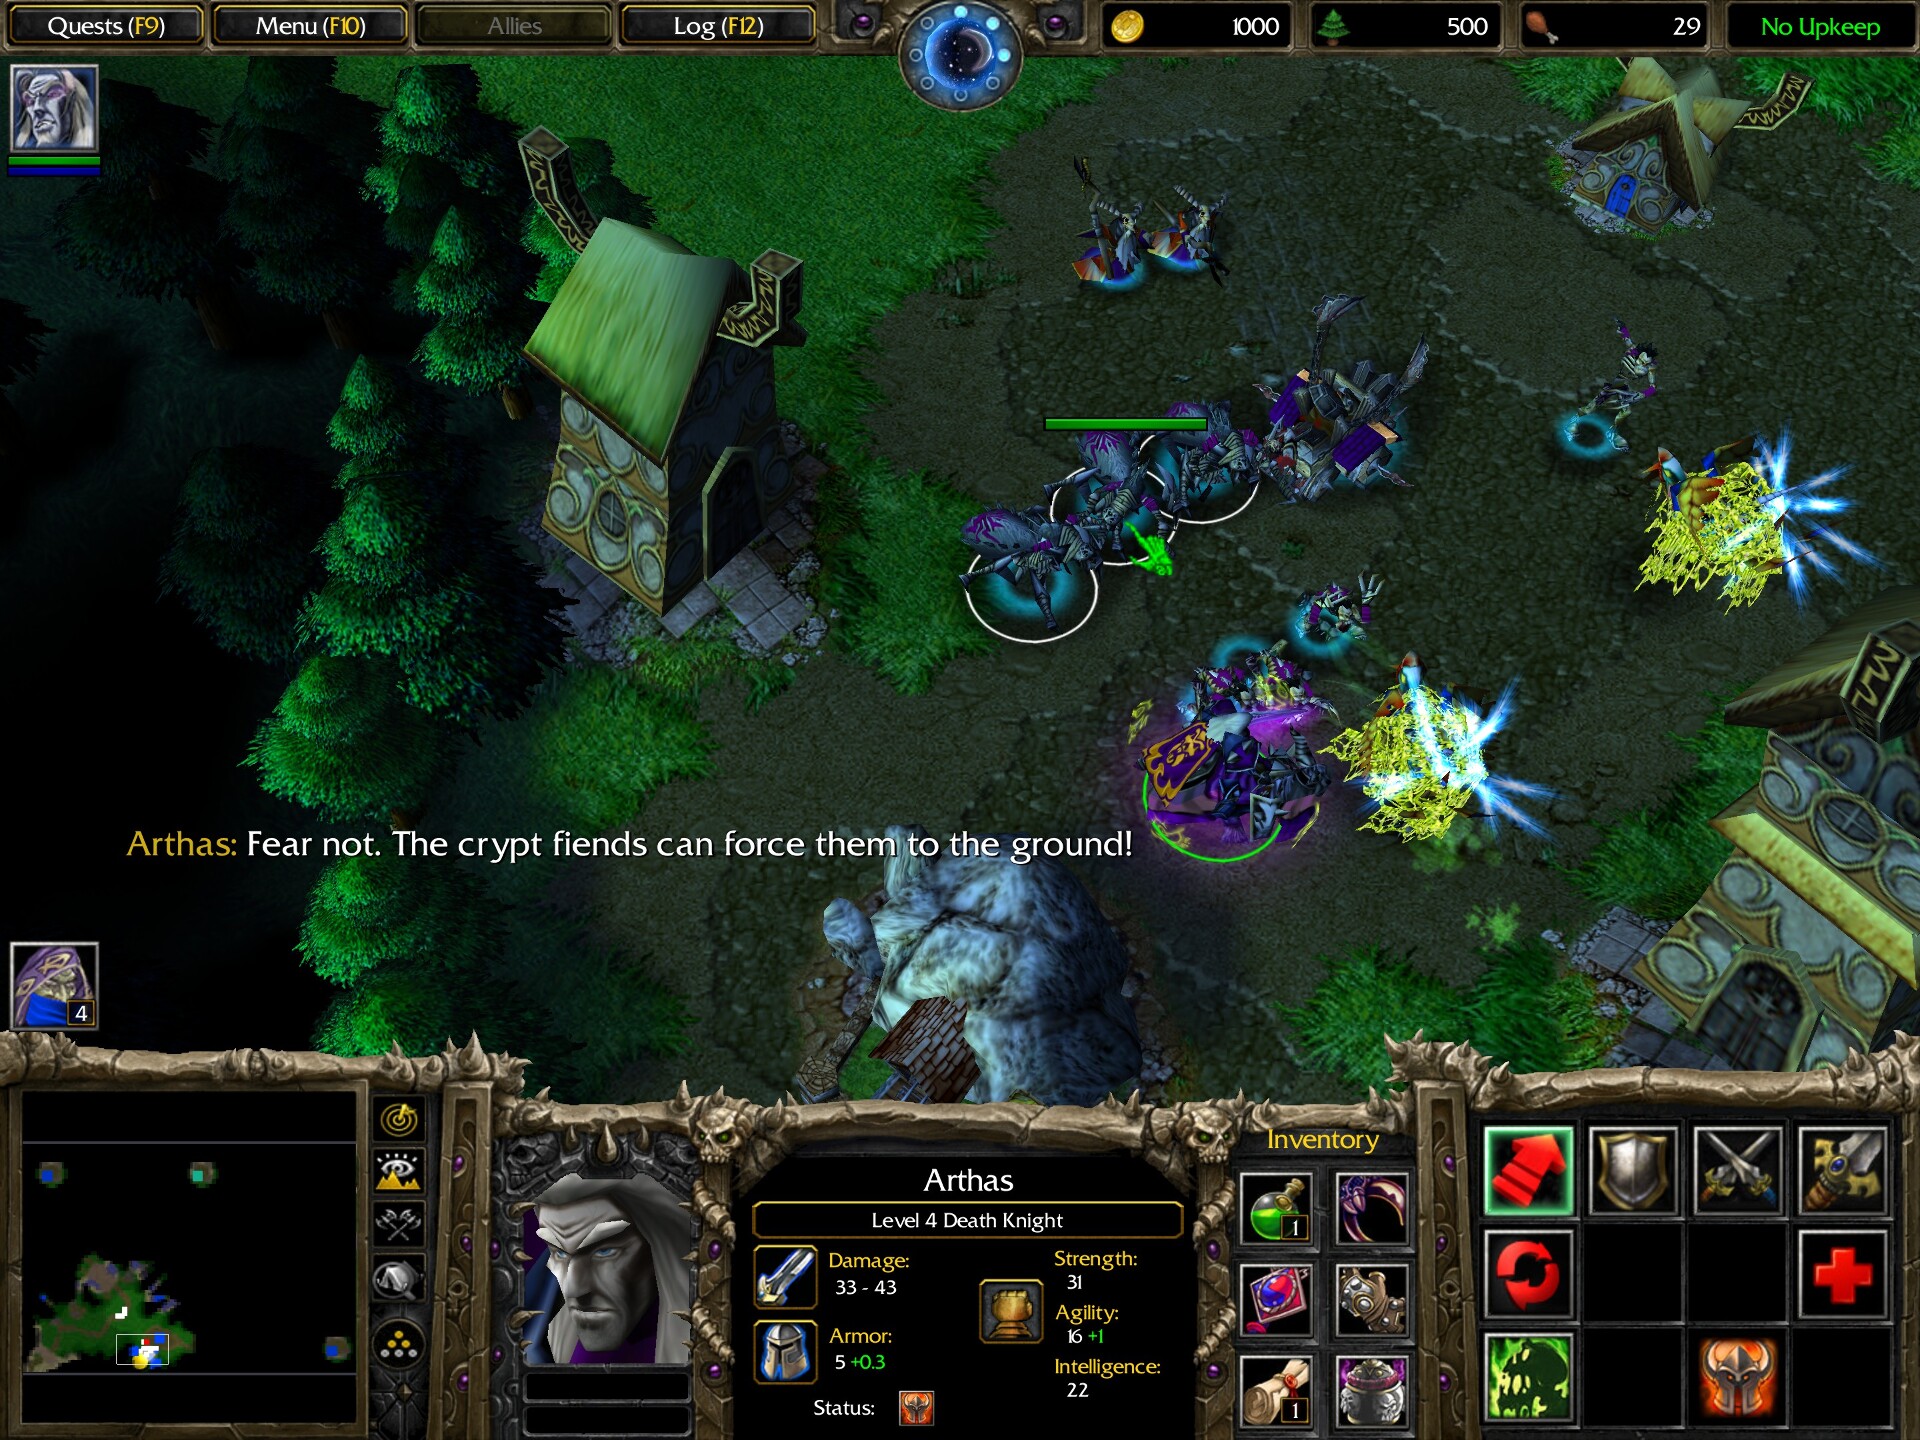 Quests (F9) Menu (F10) Allies Log (F12) 1000 500 29 No Upkeep
Arthas: Fear not. The crypt fiends can force them to the ground!
4
Inventory
Arthas
Level 4 Death Knight
Damage:
33 - 43
Armor:
5 +0.3
Status:
Strength:
31
Agility:
16 +1
Intelligence:
22
1
1